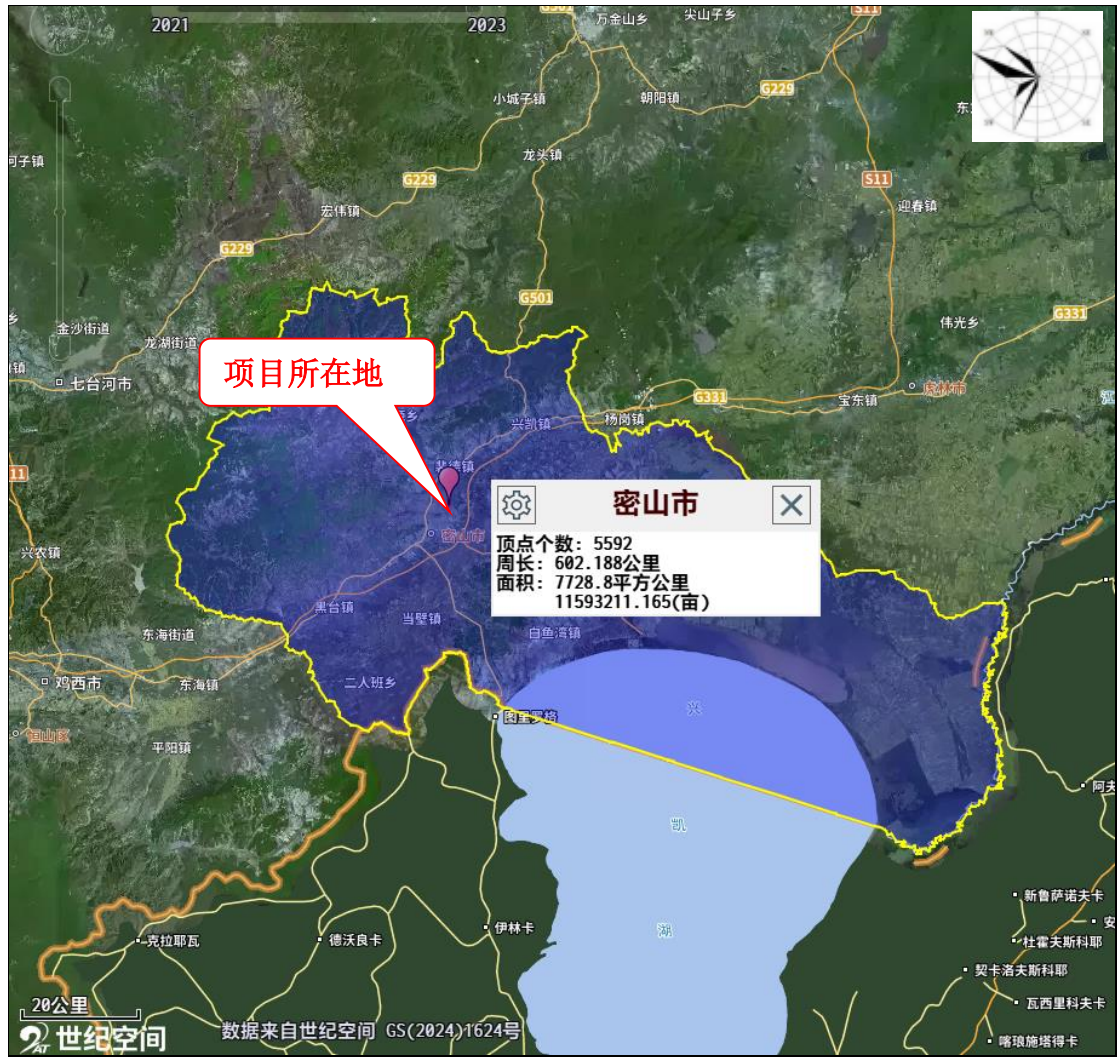 2021
2023
G501
万金山乡
尖山子乡
S11
小城子镇
朝阳镇
G229
龙头镇
河子镇
G229
S11
宏伟镇
迎春镇
G229
G501
G331
金沙街道
龙湖街道
伟光乡
七台河市
项目所在地
G331
宝东镇
虎林市
兴凯镇
杨岗镇
11
裴德镇
密山市
密山市
顶点个数: 5592
周长: 602.188公里
面积: 7728.8平方公里
11593211.165(亩)
兴农镇
黑台镇
当壁镇
东海街道
白鱼湾镇
鸡西市
东海镇
二人班乡
图里罗格
兴
恒山区
平阳镇
凯
新鲁萨诺夫卡
克拉耶瓦
德沃良卡
伊林卡
湖
杜霍夫斯科耶
契卡洛夫斯科耶
20公里
瓦西里科夫卡
世纪空间
数据来自世纪空间 GS(2024)1624号
喀琅施塔得卡